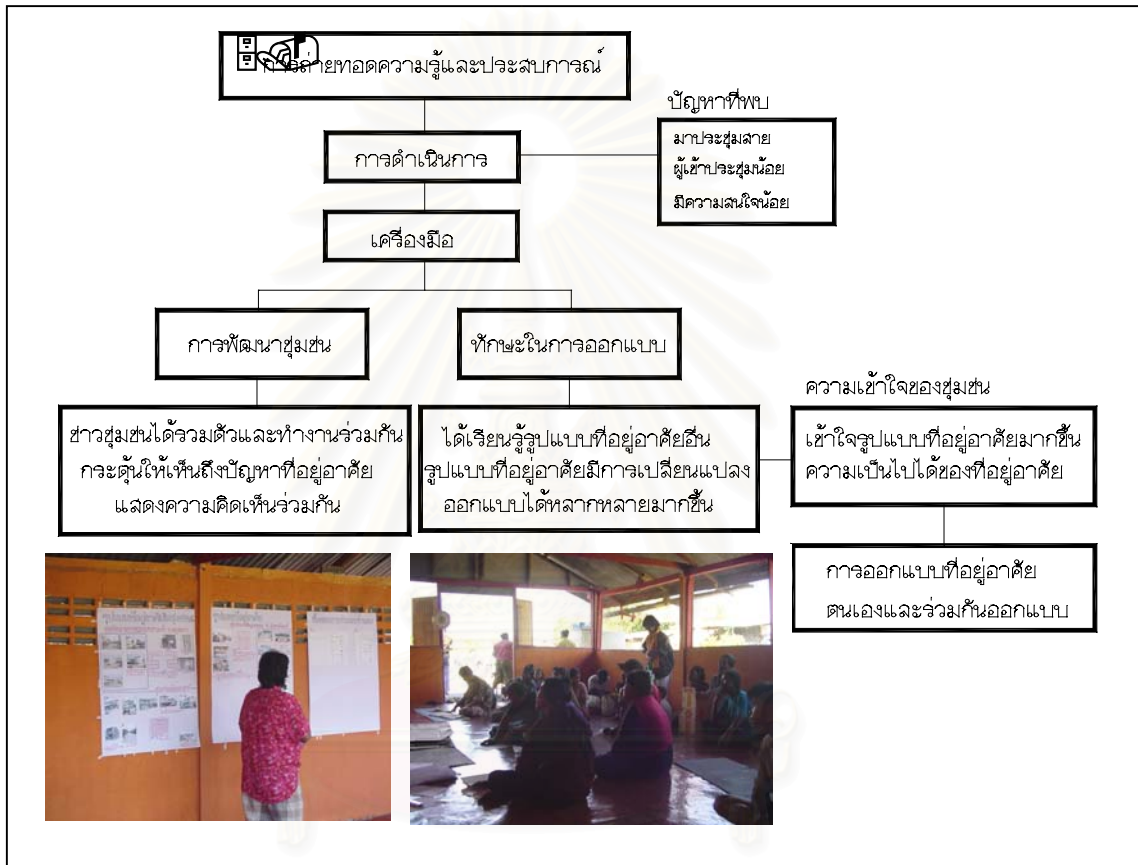 การถ่ายทอดความรู้และประสบการณ์
ปัญหาที่พบ
มาประชุมสาย
ผู้เข้าประชุมน้อย
มีความสนใจน้อย
การดำเนินการ
เครื่องมือ
การพัฒนาชุมชน
ทักษะในการออกแบบ
ชาวชุมชนได้รวมตัวและทำงานร่วมกัน
กระตุ้นให้เห็นถึงปัญหาที่อยู่อาศัย
แสดงความคิดเห็นร่วมกัน
ได้เรียนรู้รูปแบบที่อยู่อาศัยอื่น
รูปแบบที่อยู่อาศัยมีการเปลี่ยนแปลง
ออกแบบได้หลากหลายมากขึ้น
ความเข้าใจของชุมชน
เข้าใจรูปแบบที่อยู่อาศัยมากขึ้น
ความเป็นไปได้ของที่อยู่อาศัย
การออกแบบที่อยู่อาศัย
ตนเองและร่วมกันออกแบบ